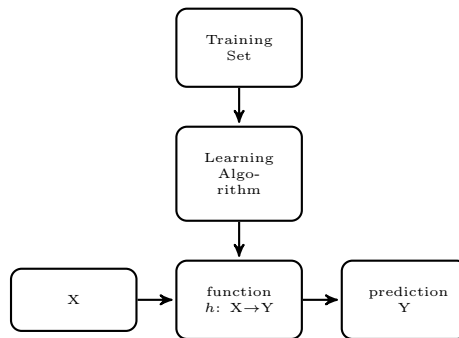 Training
Set
Learning
Algo-
rithm
X
function
h: X→Y
prediction
Y